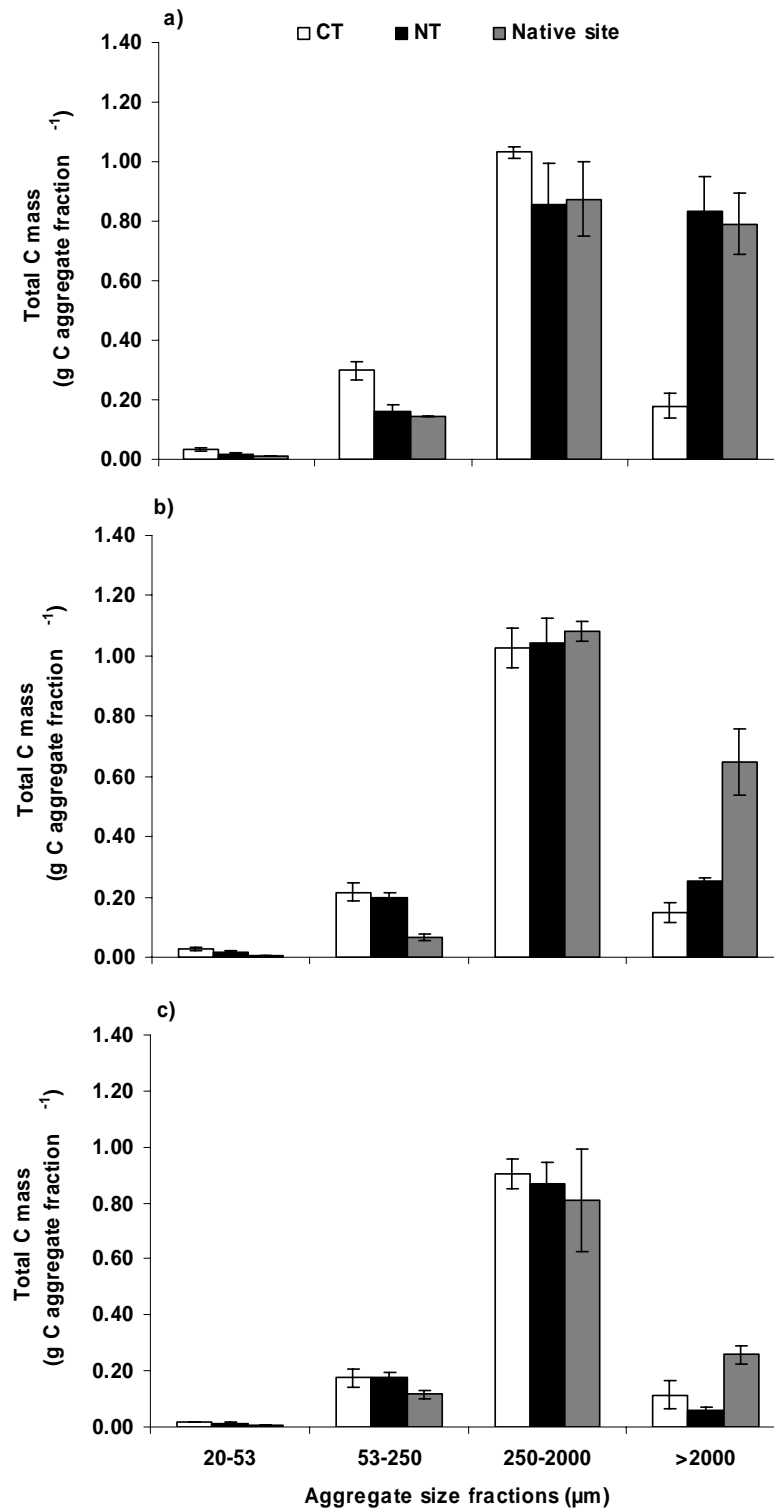 a)
CT NT Native site
1.40
1.20
1.00
0.80
0.60
0.40
0.20
0.00
Total C mass
(g C aggregate fraction -1)
b)
1.40
1.20
1.00
0.80
0.60
0.40
0.20
0.00
Total C mass
(g C aggregate fraction -1)
c)
1.40
1.20
1.00
0.80
0.60
0.40
0.20
0.00
Total C mass
(g C aggregate fraction -1)
20-53 53-250 250-2000 >2000
Aggregate size fractions (µm)